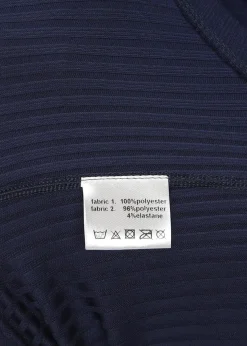 fabric 1. 100%polyester
fabric 2. 96%polyester
4%elastane